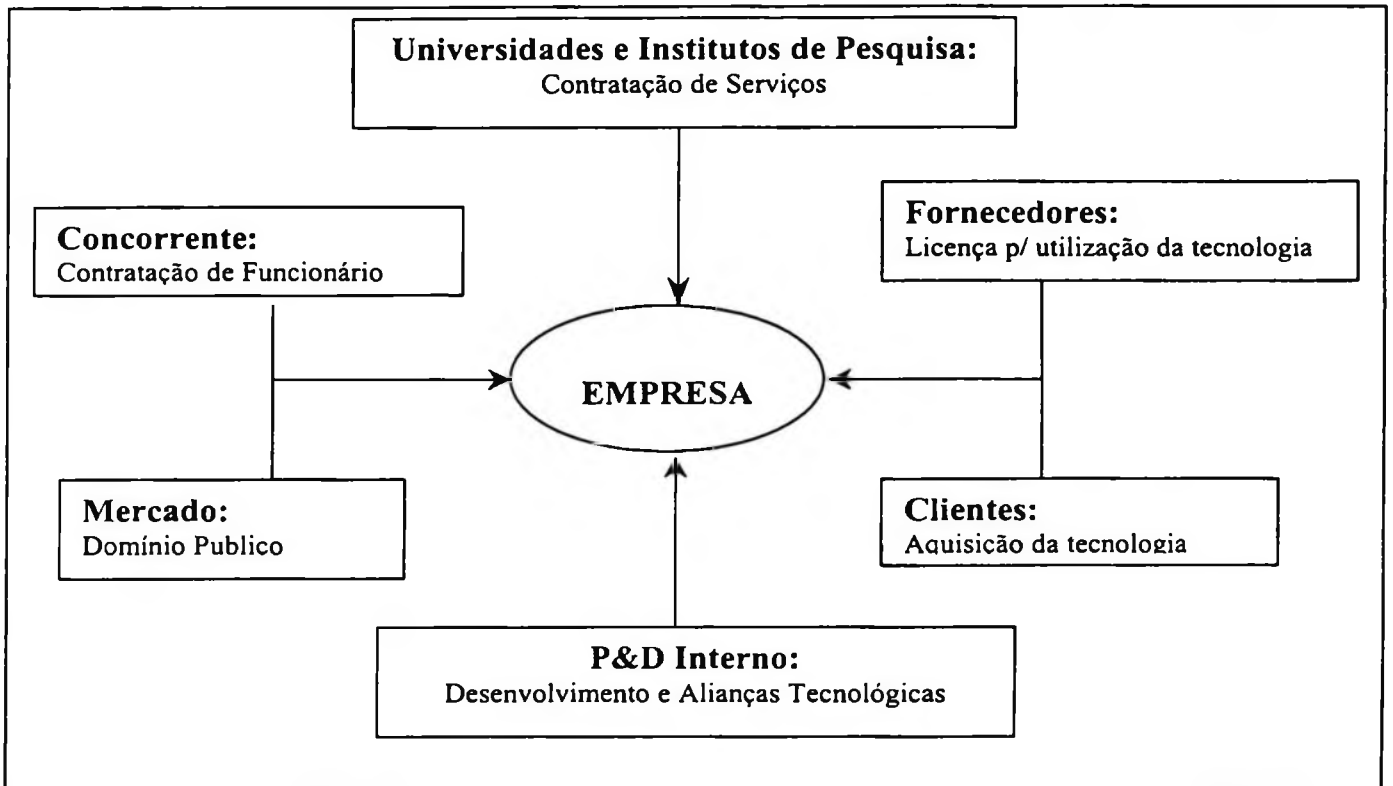 Universidades e Institutos de Pesquisa:
Contratação de Serviços
Concorrente:
Contratação de Funcionário
Fornecedores:
Licença p/ utilização da tecnologia
EMPRESA
Mercado:
Domínio Publico
Clientes:
Aquisição da tecnologia
P&D Interno:
Desenvolvimento e Alianças Tecnológicas